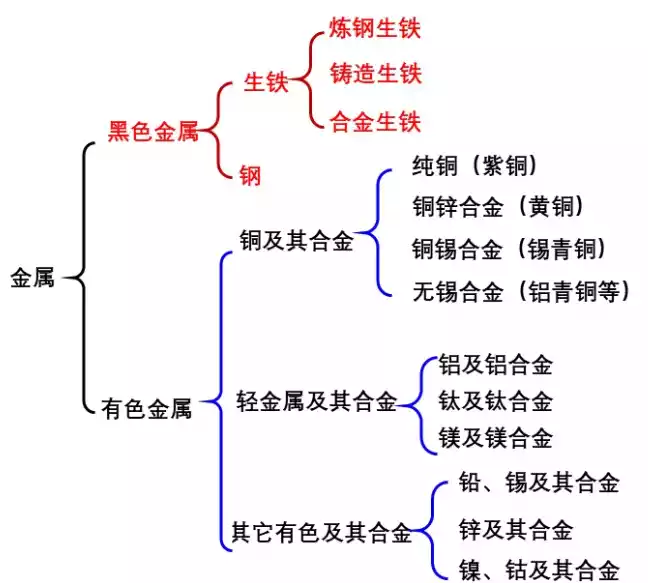 金属
黑色金属
生铁
炼钢生铁
铸造生铁
合金生铁
钢
有色金属
铜及其合金
纯铜（紫铜）
铜锌合金（黄铜）
铜锡合金（锡青铜）
无锡合金（铝青铜等）
轻金属及其合金
铝及铝合金
钛及钛合金
镁及镁合金
其它有色及其合金
铅、锡及其合金
锌及其合金
镍、钴及其合金